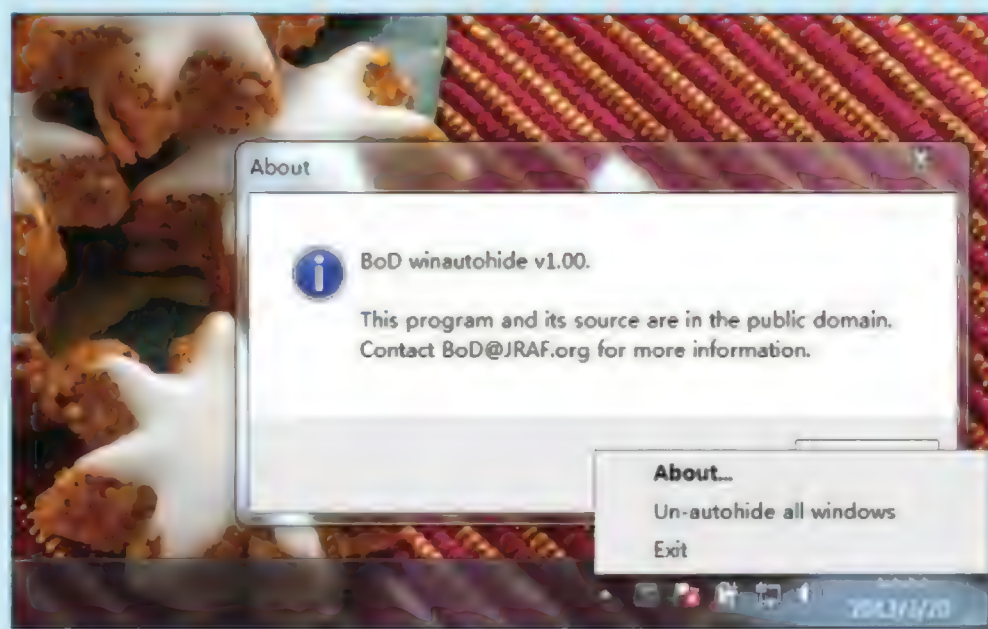 About
BoD winautohide v1.00.
This program and its source are in the public domain.
Contact BoD@JRAF.org for more information.
About...
Un-autohide all windows
Exit